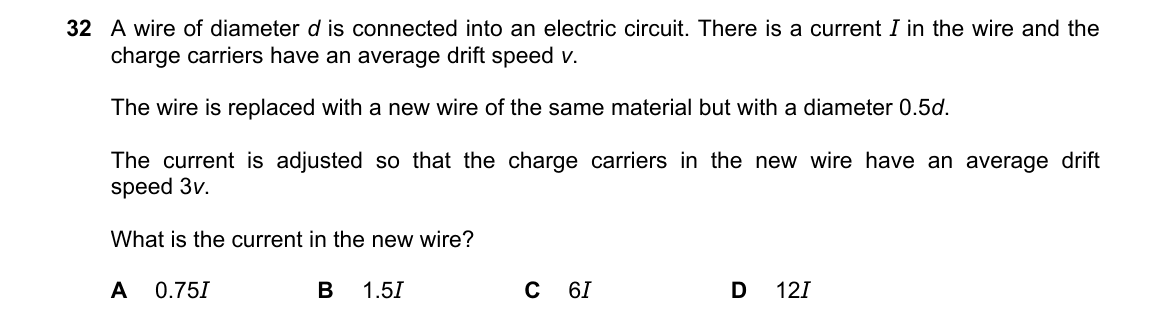 32 A wire of diameter d is connected into an electric circuit. There is a current I in the wire and the
charge carriers have an average drift speed v.
The wire is replaced with a new wire of the same material but with a diameter 0.5d.
The current is adjusted so that the charge carriers in the new wire have an average drift
speed 3v.
What is the current in the new wire?
A 0.75I B 1.5I C 6I D 12I